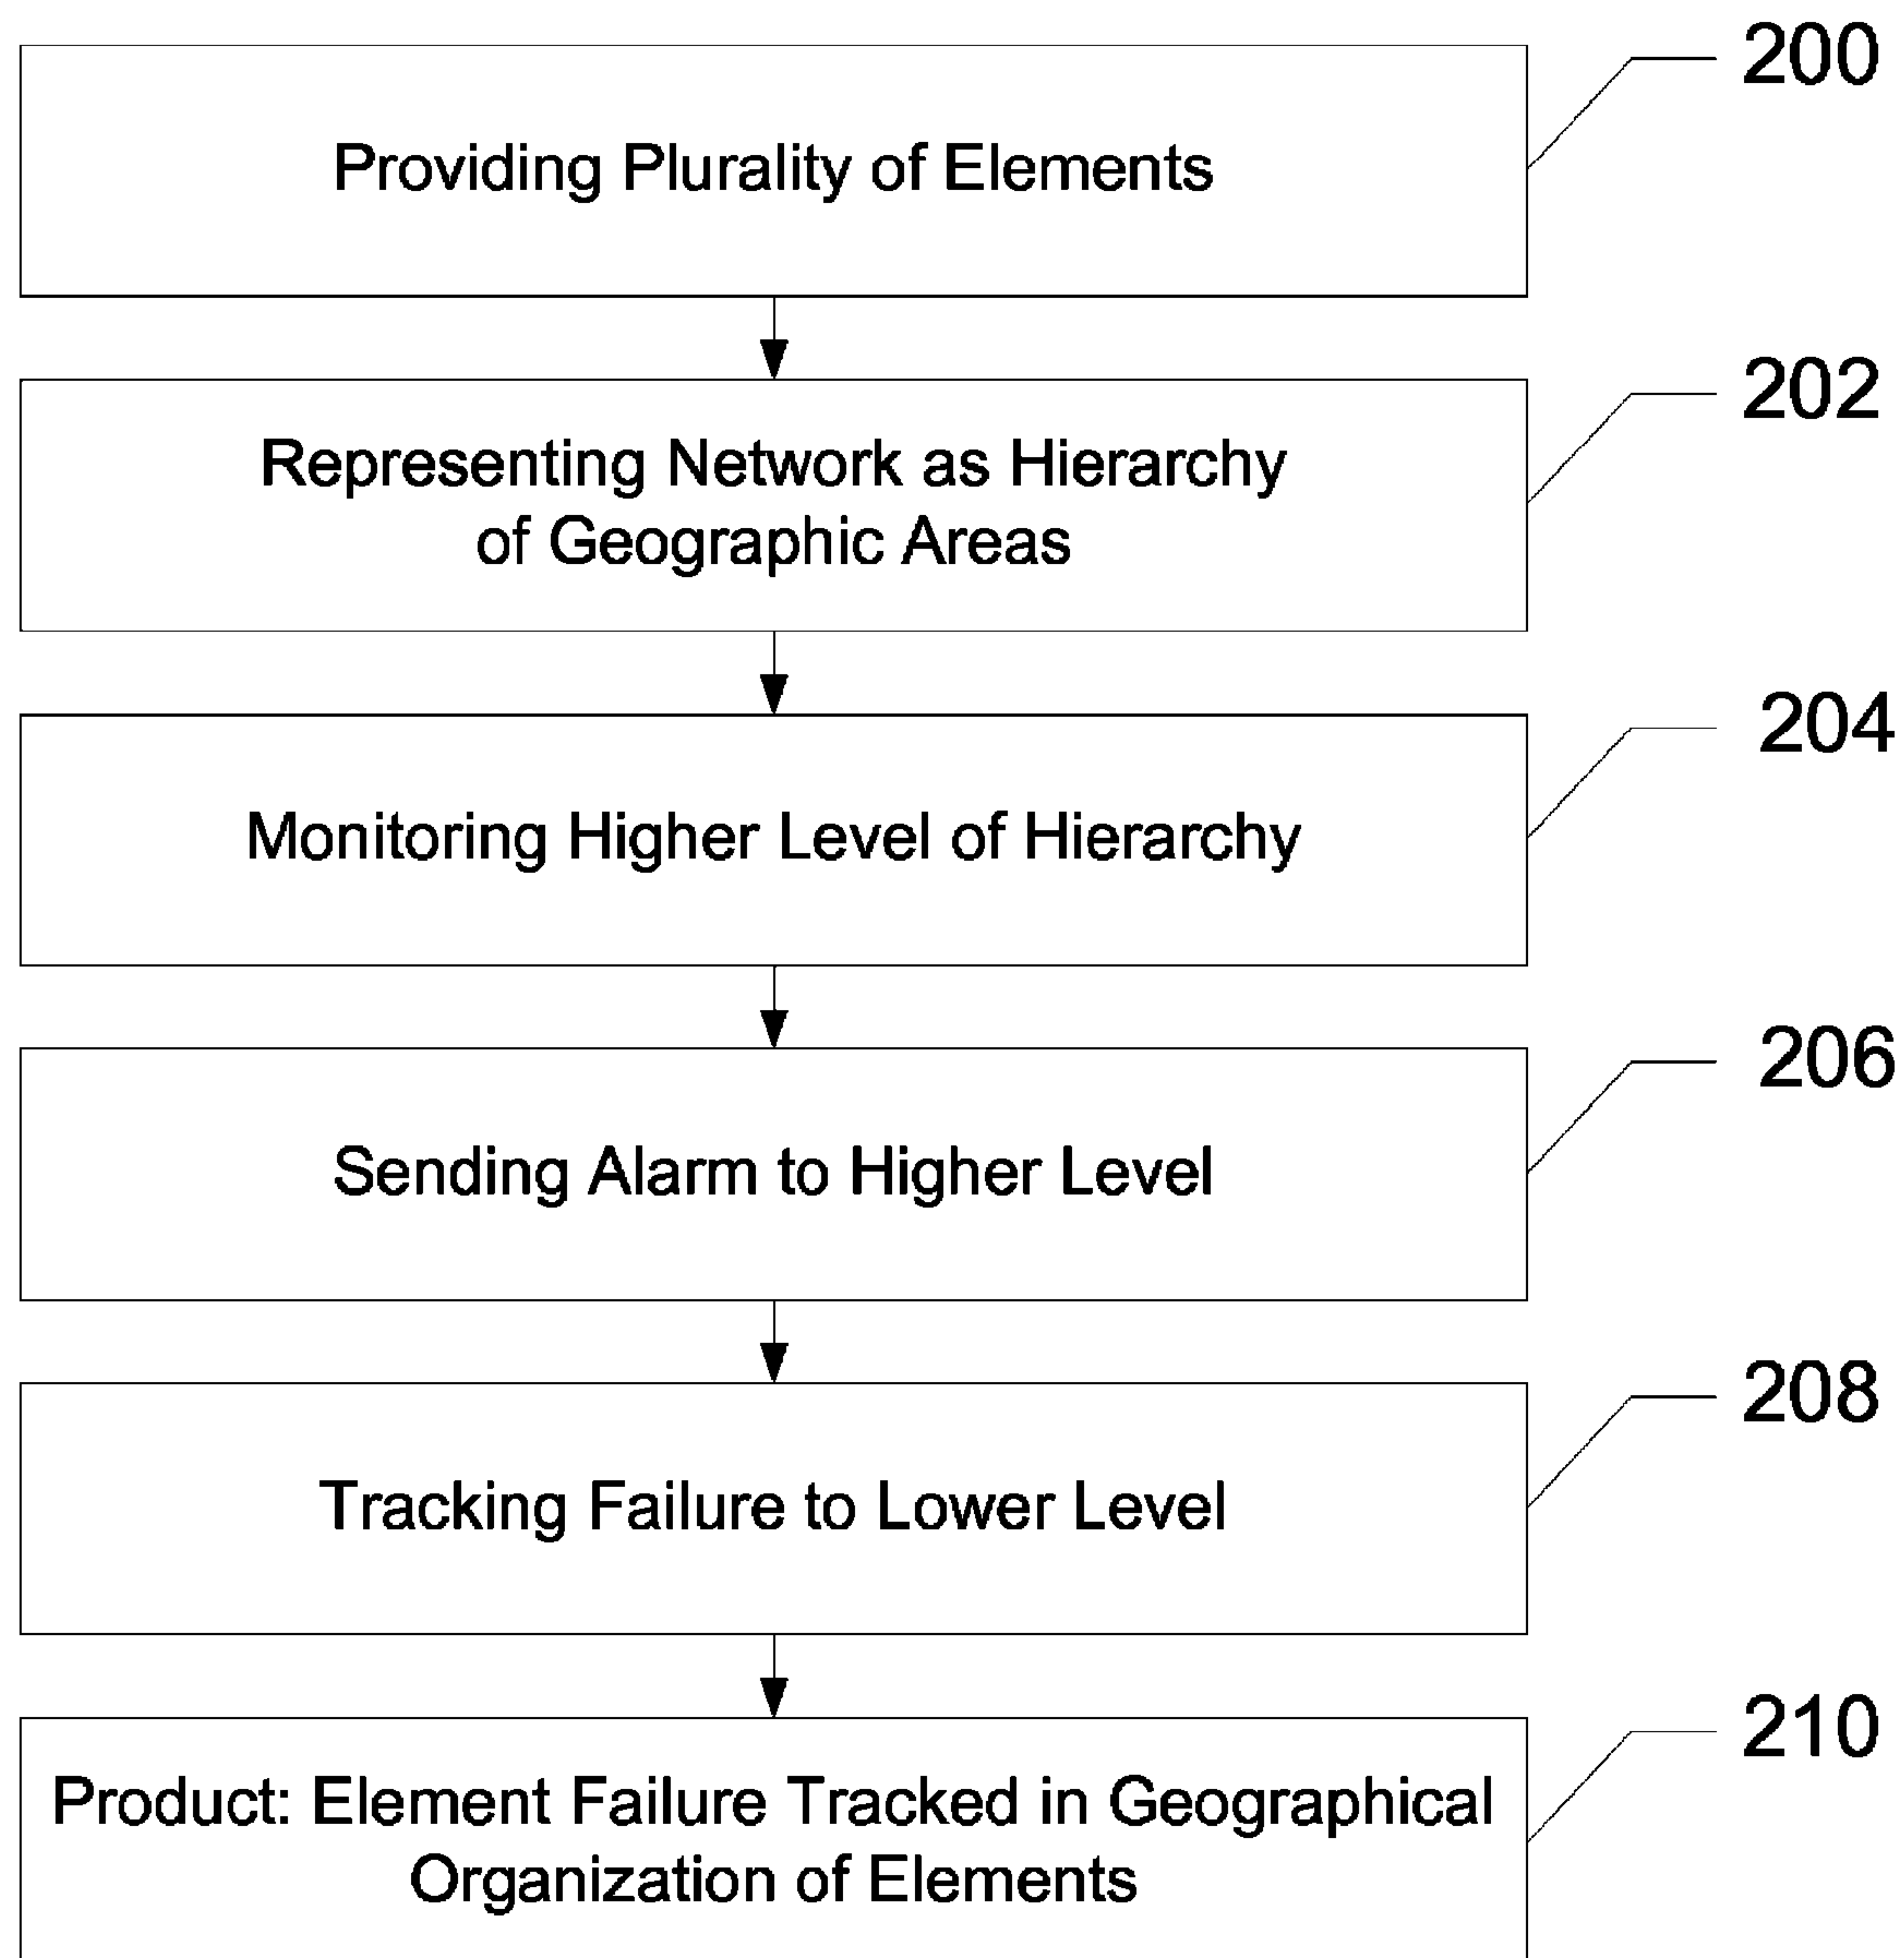 200
Providing Plurality of Elements
202
Representing Network as Hierarchy
of Geographic Areas
204
Monitoring Higher Level of Hierarchy
206
Sending Alarm to Higher Level
208
Tracking Failure to Lower Level
210
Product: Element Failure Tracked in Geographical
Organization of Elements